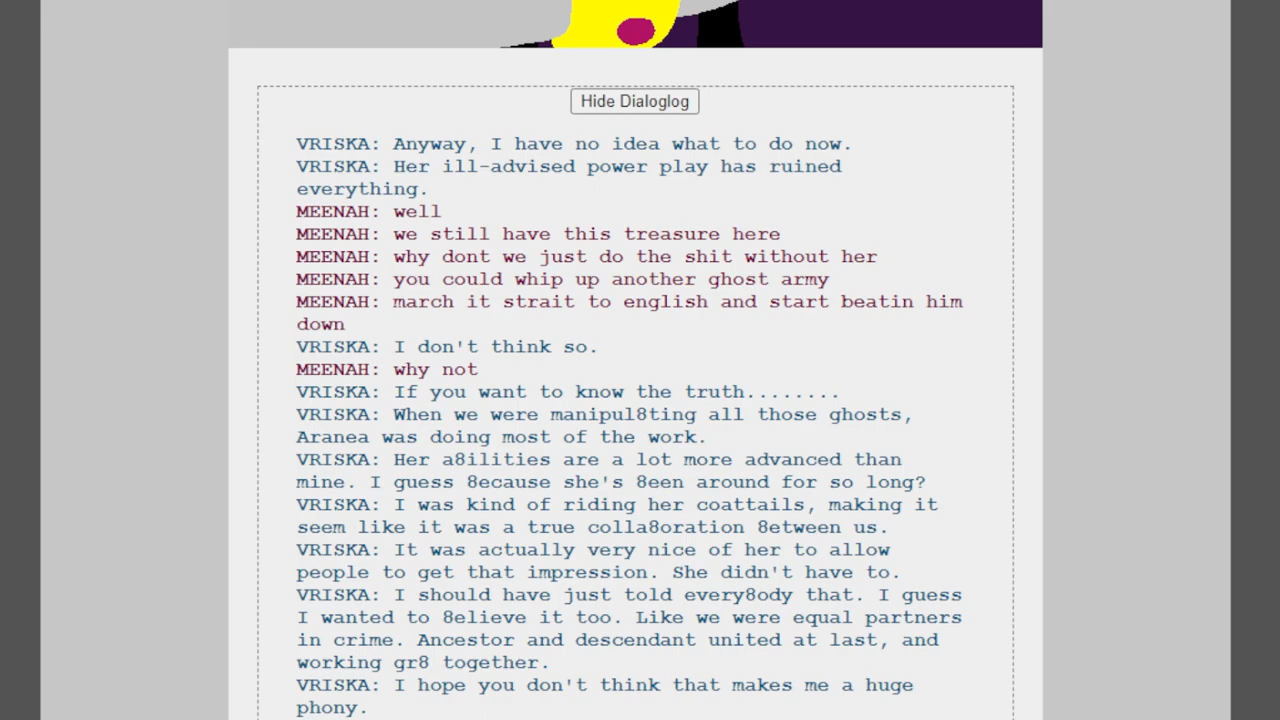 Hide Dialoglog
VRISKA: Anyway, I have no idea what to do now.
VRISKA: Her ill-advised power play has ruined
everything.
MEENAH: well
MEENAH: we still have this treasure here
MEENAH: why dont we just do the shit without her
MEENAH: you could whip up another ghost army
MEENAH: march it strait to english and start beatin him
down
VRISKA: I don't think so.
MEENAH: why not
VRISKA: If you want to know the truth........
VRISKA: When we were manipul8ting all those ghosts,
Aranea was doing most of the work.
VRISKA: Her a8ilities are a lot more advanced than
mine. I guess 8ecause she's 8een around for so long?
VRISKA: I was kind of riding her coattails, making it
seem like it was a true colla8oration 8etween us.
VRISKA: It was actually very nice of her to allow
people to get that impression. She didn't have to.
VRISKA: I should have just told every8ody that. I guess
I wanted to 8elieve it too. Like we were equal partners
in crime. Ancestor and descendant united at last, and
working gr8 together.
VRISKA: I hope you don't think that makes me a huge
phony.